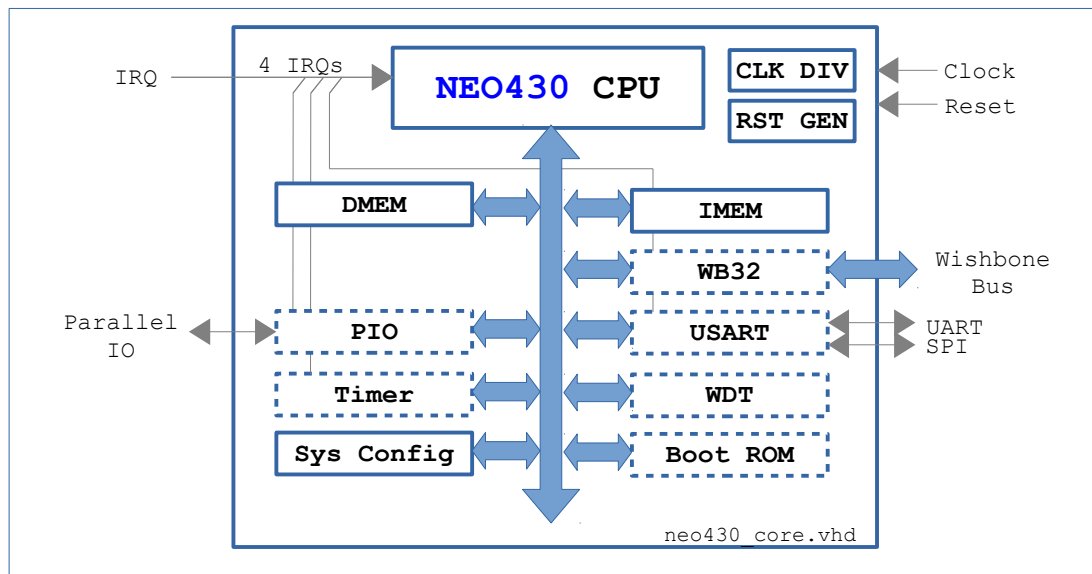 IRQ
4 IRQs
NEO430 CPU
CLK DIV
RST GEN
Clock
Reset
DMEM
IMEM
WB32
Wishbone
Bus
Parallel
IO
PIO
USART
UART
SPI
Timer
WDT
Sys Config
Boot ROM
neo430_core.vhd